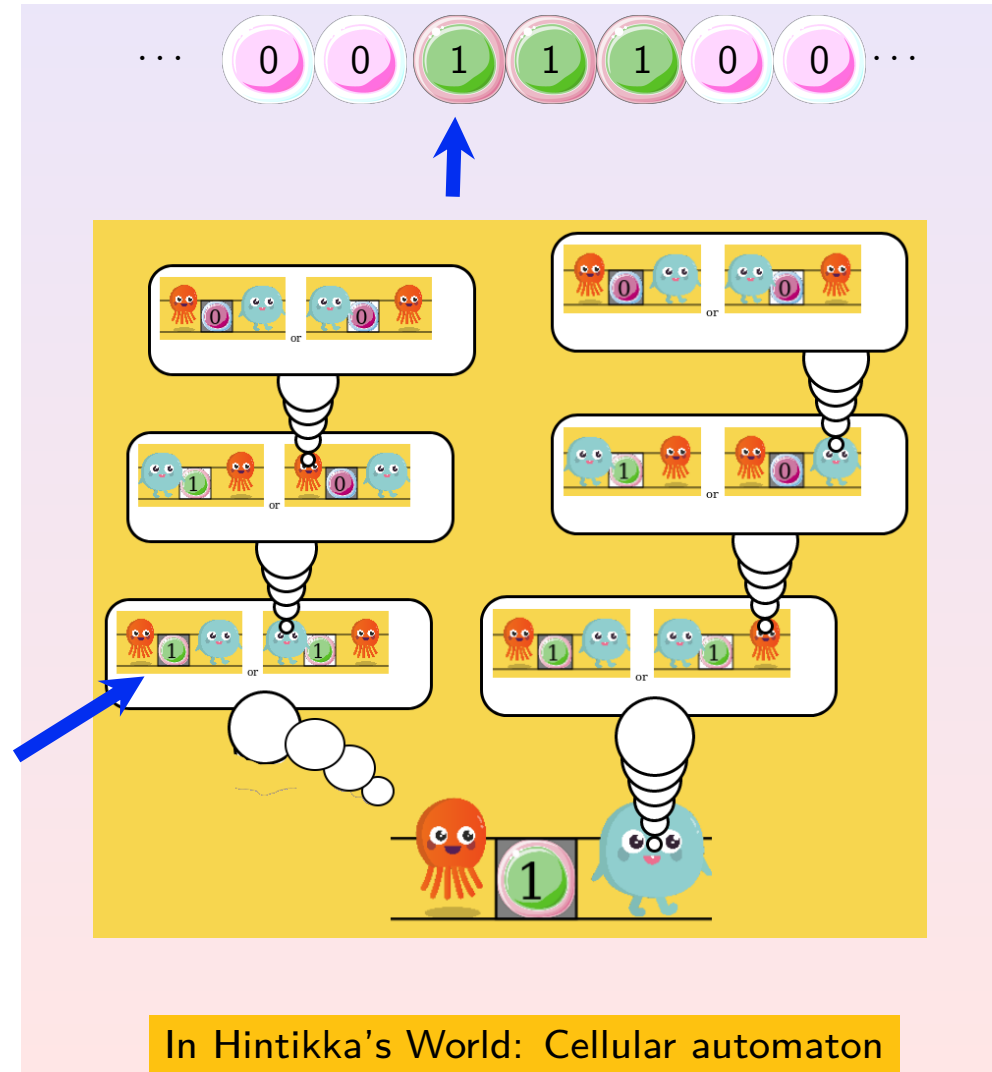 ··· 0 0 1 1 1 0 0 ···
0 or 0
0 or 0
1 or 0
1 or 0
1 or 1
1 or 1
1
In Hintikka's World: Cellular automaton